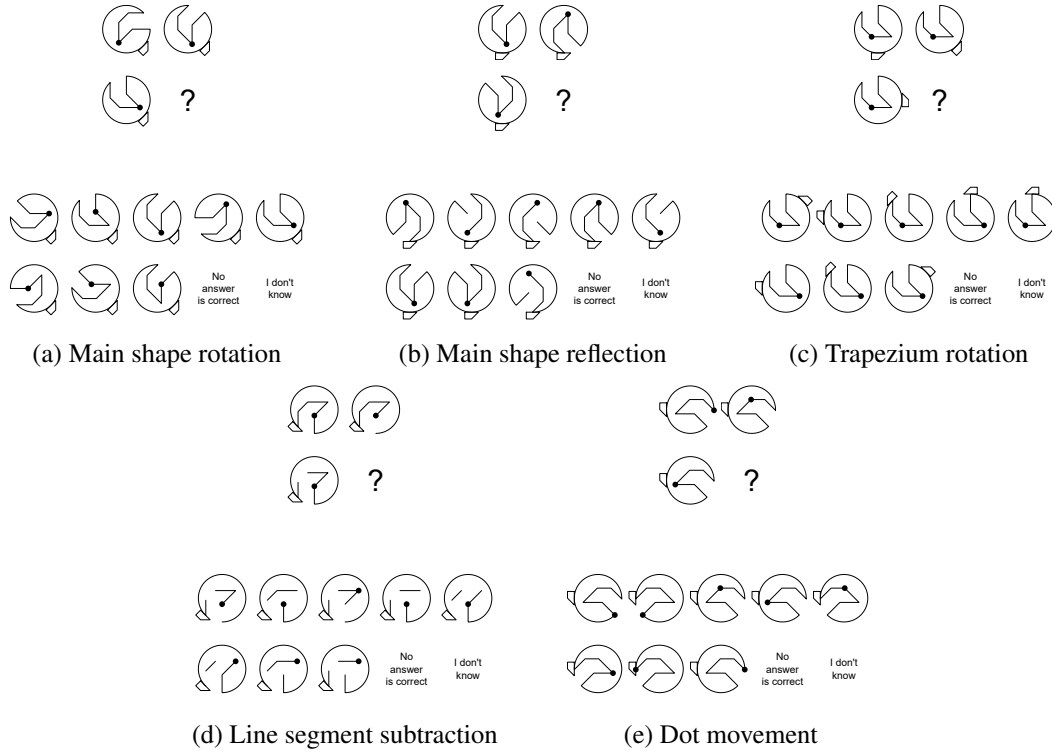 ?
?
?
No
answer
is correct
I don't
know
No
answer
is correct
I don't
know
No
answer
is correct
I don't
know
(a) Main shape rotation
(b) Main shape reflection
(c) Trapezium rotation
?
?
No
answer
is correct
I don't
know
No
answer
is correct
I don't
know
(d) Line segment subtraction
(e) Dot movement